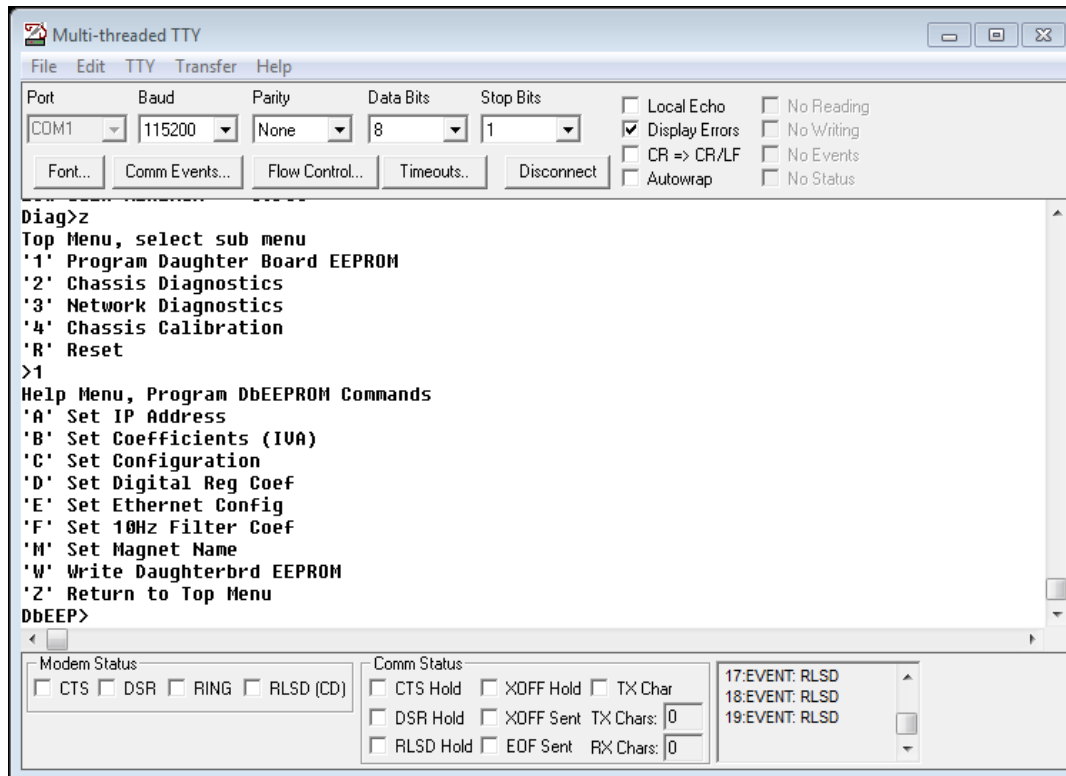 Multi-threaded TTY
File Edit TTY Transfer Help
Port Baud Parity Data Bits Stop Bits
COM1 115200 None 8 1
Font... Comm Events... Flow Control... Timeouts.. Disconnect
Local Echo No Reading
Display Errors No Writing
CR => CR/LF No Events
Autowrap No Status
Diag>z
Top Menu, select sub menu
'1' Program Daughter Board EEPROM
'2' Chassis Diagnostics
'3' Network Diagnostics
'4' Chassis Calibration
'R' Reset
>1
Help Menu, Program DbEEPROM Commands
'A' Set IP Address
'B' Set Coefficients (IVA)
'C' Set Configuration
'D' Set Digital Reg Coef
'E' Set Ethernet Config
'F' Set 10Hz Filter Coef
'M' Set Magnet Name
'W' Write Daughterbrd EEPROM
'Z' Return to Top Menu
DbEEP>
Modem Status
CTS DSR RING RLSD (CD)
Comm Status
CTS Hold XOFF Hold TX Char
DSR Hold XOFF Sent TX Chars: 0
RLSD Hold EOF Sent RX Chars: 0
17:EVENT: RLSD
18:EVENT: RLSD
19:EVENT: RLSD